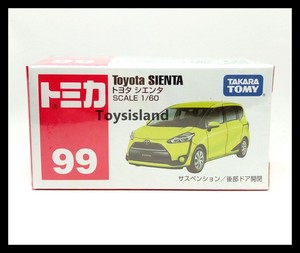 トミカ
99
Toyota SIENTA
トヨタ シエンタ
SCALE 1/60
Toysisland
TAKARA
TOMY
サスペンション／後部ドア開閉